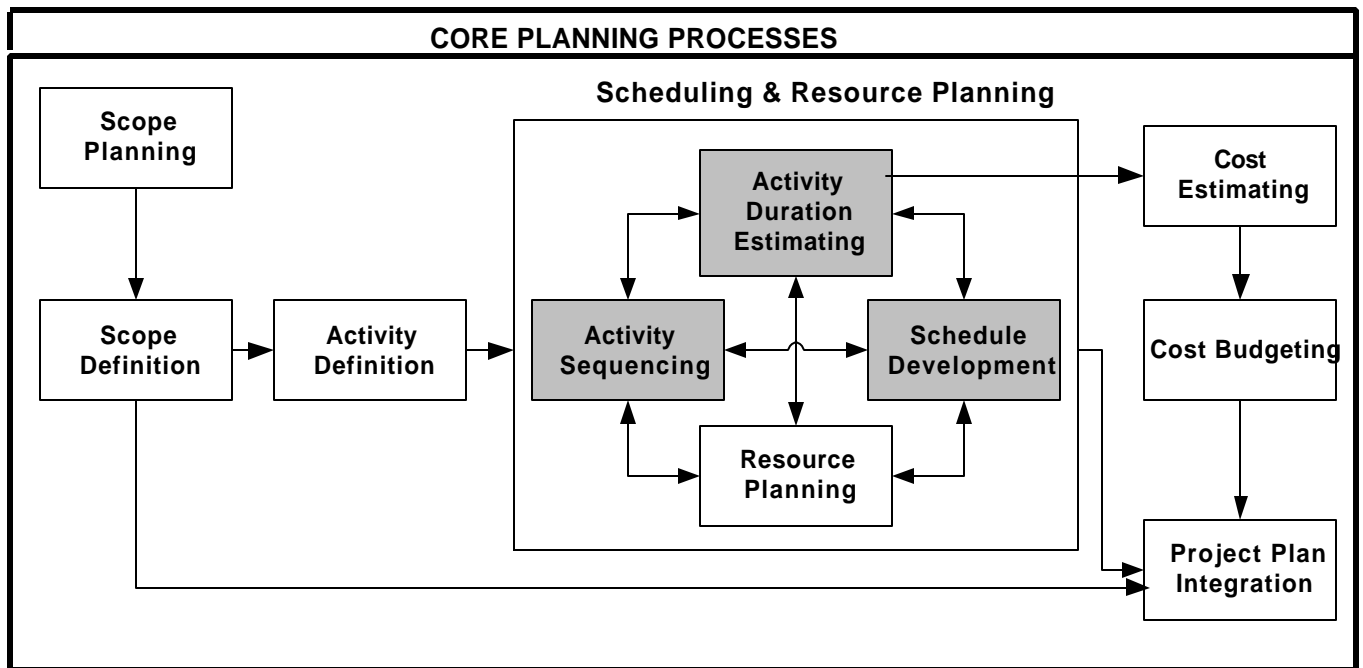 CORE PLANNING PROCESSES
Scheduling & Resource Planning
Scope
Planning
Activity
Duration
Estimating
Cost
Estimating
Scope
Definition
Activity
Definition
Activity
Sequencing
Schedule
Development
Cost Budgeting
Resource
Planning
Project Plan
Integration